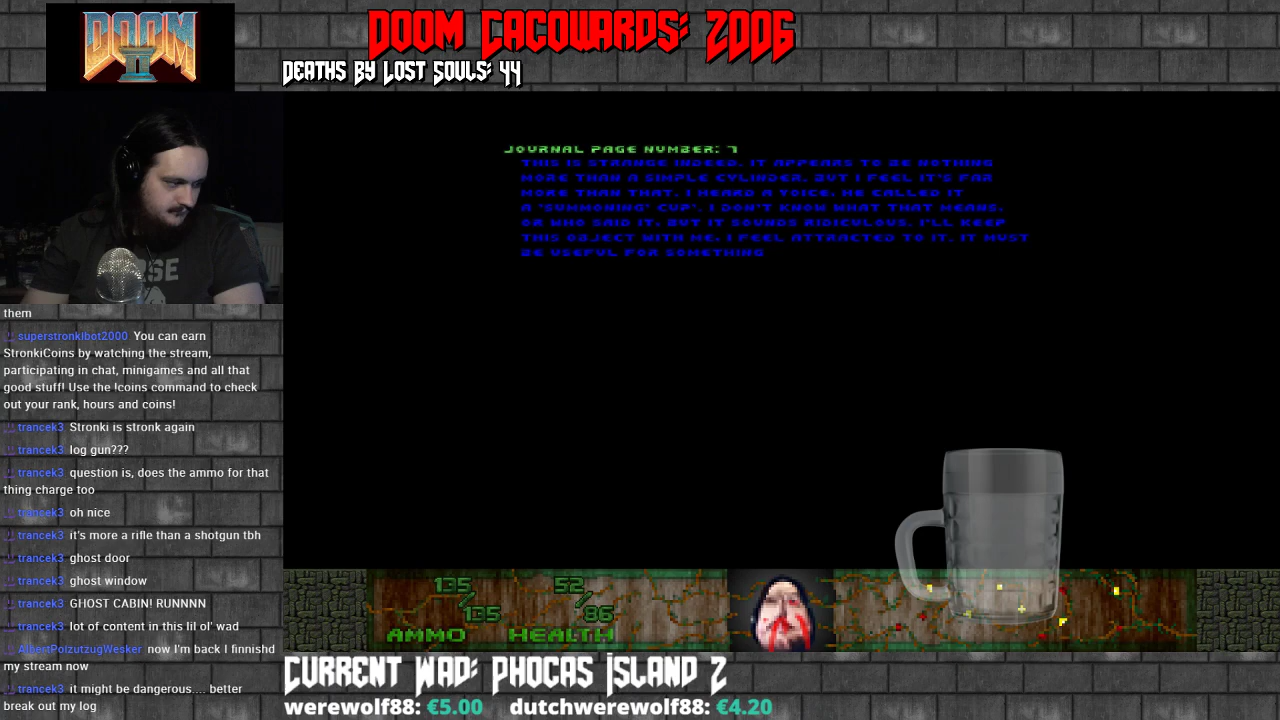 DOOM
II
DOOM CACOWARDS: 2006
DEATHS BY LOST SOULS: 44
JOURNAL PAGE NUMBER: 7
THIS IS STRANGE INDEED. IT APPEARS TO BE NOTHING
MORE THAN A SIMPLE CYLINDER, BUT I FEEL IT'S FAR
MORE THAN THAT. I HEARD A VOICE. HE CALLED IT
A 'SUMMONING CUP'. I DON'T KNOW WHAT THAT MEANS,
OR WHO SAID IT, BUT IT SOUNDS RIDICULOUS. I'LL KEEP
THIS OBJECT WITH ME, I FEEL ATTRACTED TO IT. IT MUST
BE USEFUL FOR SOMETHING
them
superstronkibot2000 You can earn
StronkiCoins by watching the stream,
participating in chat, minigames and all that
good stuff! Use the !coins command to check
out your rank, hours and coins!
trancek3 Stronki is stronk again
trancek3 log gun???
trancek3 question is, does the ammo for that
thing charge too
trancek3 oh nice
trancek3 it's more a rifle than a shotgun tbh
trancek3 ghost door
trancek3 ghost window
trancek3 GHOST CABIN! RUNNNN
trancek3 lot of content in this lil ol' wad
AlbertPolzutzugWesker now I'm back I finnishd
my stream now
trancek3 it might be dangerous.... better
break out my log
135/135 52/86
AMMO HEALTH
CURRENT WAD: PHOCAS ISLAND 2
werewolf88: €5.00 dutchwerewolf88: €4.20